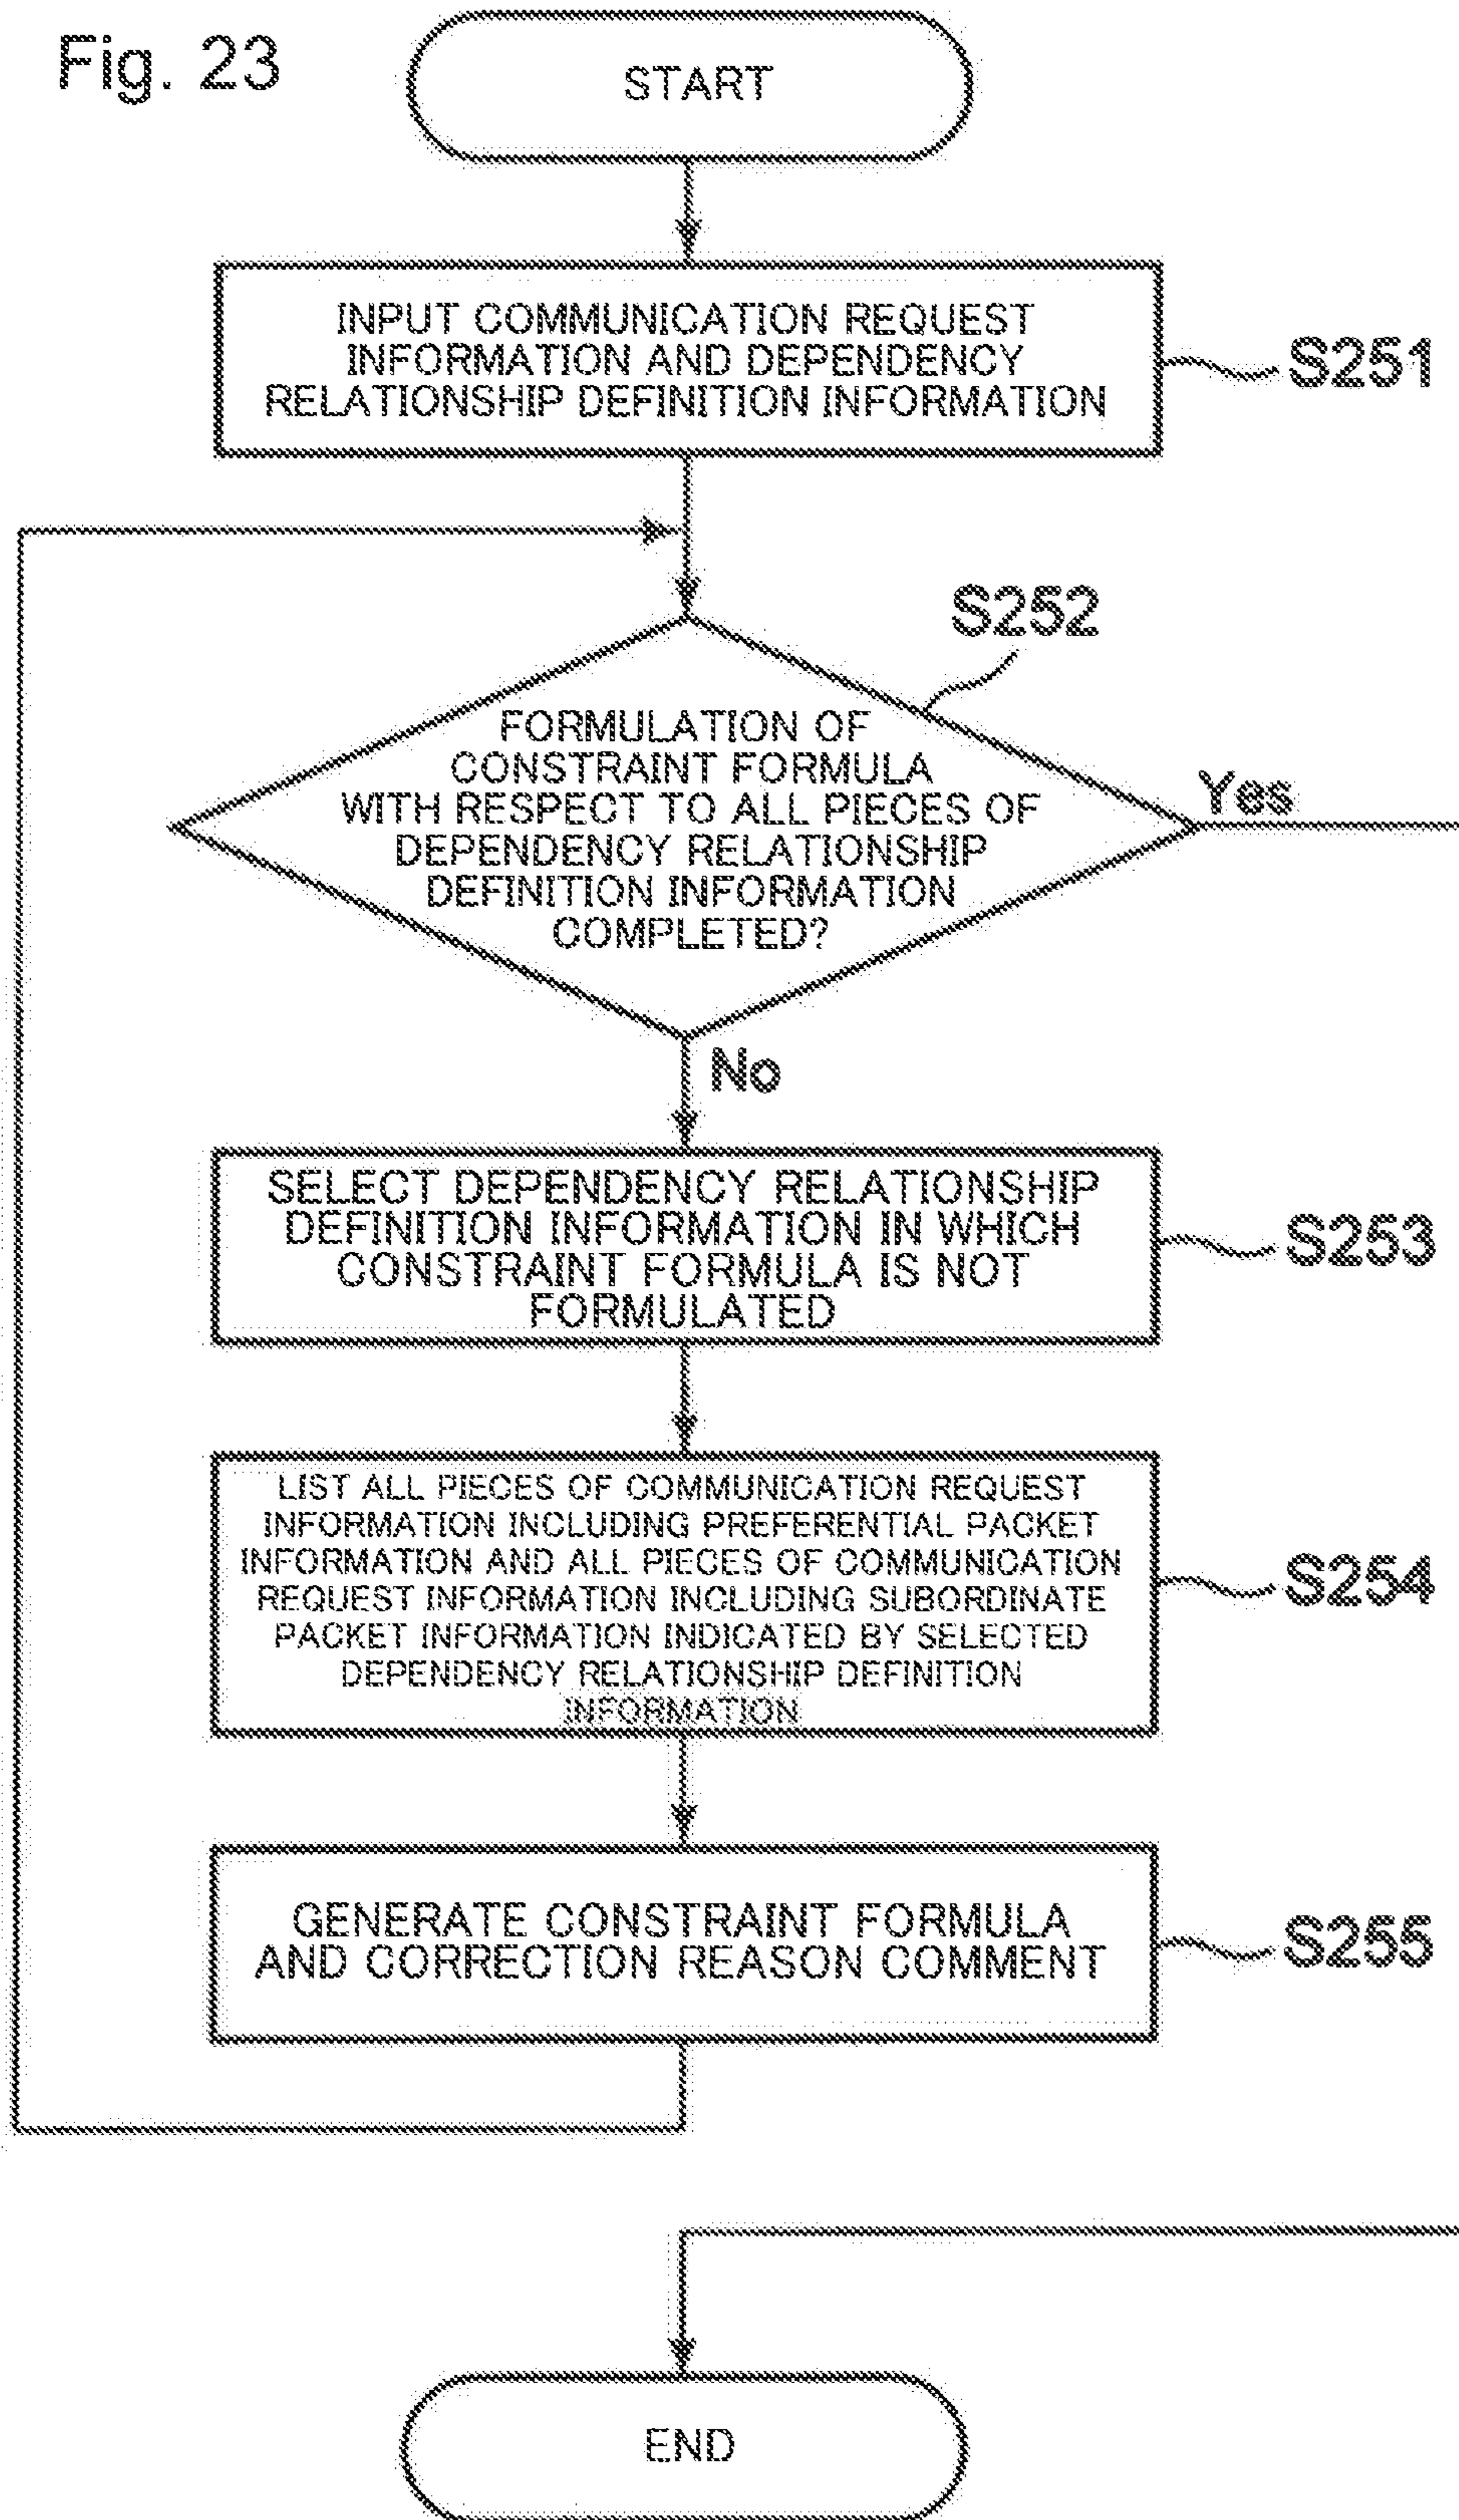 Fig. 23
START
INPUT COMMUNICATION REQUEST
INFORMATION AND DEPENDENCY
RELATIONSHIP DEFINITION INFORMATION
S251
S252
FORMULATION OF
CONSTRAINT FORMULA
WITH RESPECT TO ALL PIECES OF
DEPENDENCY RELATIONSHIP
DEFINITION INFORMATION
COMPLETED?
Yes
No
SELECT DEPENDENCY RELATIONSHIP
DEFINITION INFORMATION IN WHICH
CONSTRAINT FORMULA IS NOT
FORMULATED
S253
LIST ALL PIECES OF COMMUNICATION REQUEST
INFORMATION INCLUDING PREFERENTIAL PACKET
INFORMATION AND ALL PIECES OF COMMUNICATION
REQUEST INFORMATION INCLUDING SUBORDINATE
PACKET INFORMATION INDICATED BY SELECTED
DEPENDENCY RELATIONSHIP DEFINITION
INFORMATION
S254
GENERATE CONSTRAINT FORMULA
AND CORRECTION REASON COMMENT
S255
END